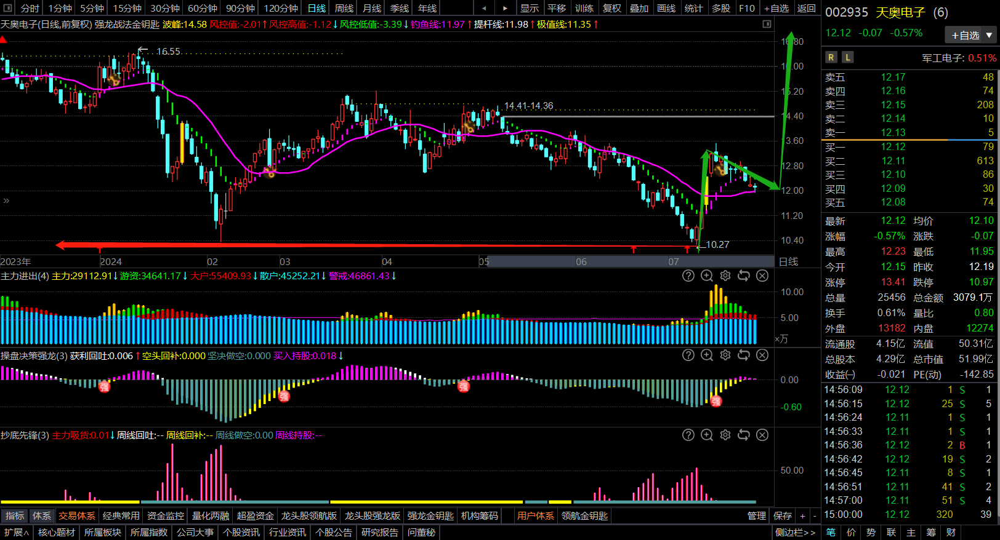 分时 1分钟 5分钟 15分钟 30分钟 60分钟 90分钟 120分钟 日线 周线 月线 季线 年线 显示 平移 训练 复权 叠加 画线 统计 多股 F10 +自选 返回
天奥电子(日线,前复权) 强龙战法金钥匙 波峰:14.58 风控值:-2.01↑ 风控高值:-1.12↓ 风控低值:-3.39↓ 钓鱼线:11.97↑ 提杆线:11.98↑ 极值线:11.35↑
16.55
14.41-14.36
10.27
16.80
16.00
15.20
14.40
13.60
12.80
12.00
11.20
10.40
»
2023年 2024 02 03 04 05 06 07 日线
主力进出(4) 主力:29112.91↓ 游资:34641.17↓ 大户:55409.93↓ 散户:45252.21↓ 警戒:46861.43↓
10.00
5.00
×万
操盘决策强龙(3) 获利回吐:0.006↑ 空头回补:0.000 坚决做空:0.000 买入持股:0.018↓
强
强
强
强
0.00
-0.60
抄底先锋(3) 主力吸货:0.01↓ 周线回吐:-- 周线回补:-- 周线做空:0.00 周线持股:--
50.00
指标 体系 交易体系 经典常用 资金监控 量化两融 超盈资金 龙头股领航版 龙头股强龙版 强龙金钥匙 机构筹码 用户体系 领航金钥匙 管理 保存 + -
扩展∧ 核心题材 所属板块 所属指数 公司大事 个股资讯 行业资讯 个股公告 研究报告 问董秘 侧边栏>>
002935 天奥电子 (6)
12.12 -0.07 -0.57% +自选 ▼
R L 军工电子: 0.51%
卖五 12.17 48
卖四 12.16 74
卖三 12.15 208
卖二 12.14 10
卖一 12.13 5
买一 12.12 79
买二 12.11 613
买三 12.10 86
买四 12.09 30
买五 12.08 74
最新 12.12 均价 12.10
涨幅 -0.57% 涨跌 -0.07
最高 12.23 最低 11.95
今开 12.15 昨收 12.19
涨停 13.41 跌停 10.97
总量 25456 总金额 3079.1万
换手 0.61% 量比 0.80
外盘 13182 内盘 12274
流通股 4.15亿 流值 50.31亿
总股本 4.29亿 总市值 51.99亿
收益㈠ -0.021 PE(动) -142.85
14:56:09 12.12 1 S 1
14:56:15 12.12 25 S 5
14:56:24 12.11 1 S 1
14:56:33 12.11 1 S 1
14:56:36 12.12 2 B 1
14:56:42 12.12 19 S 2
14:56:45 12.11 8 S 1
14:56:51 12.11 41 S 2
14:57:00 12.11 51 S 4
15:00:00 12.12 320 39
笔 价 势 联 主 筹 财